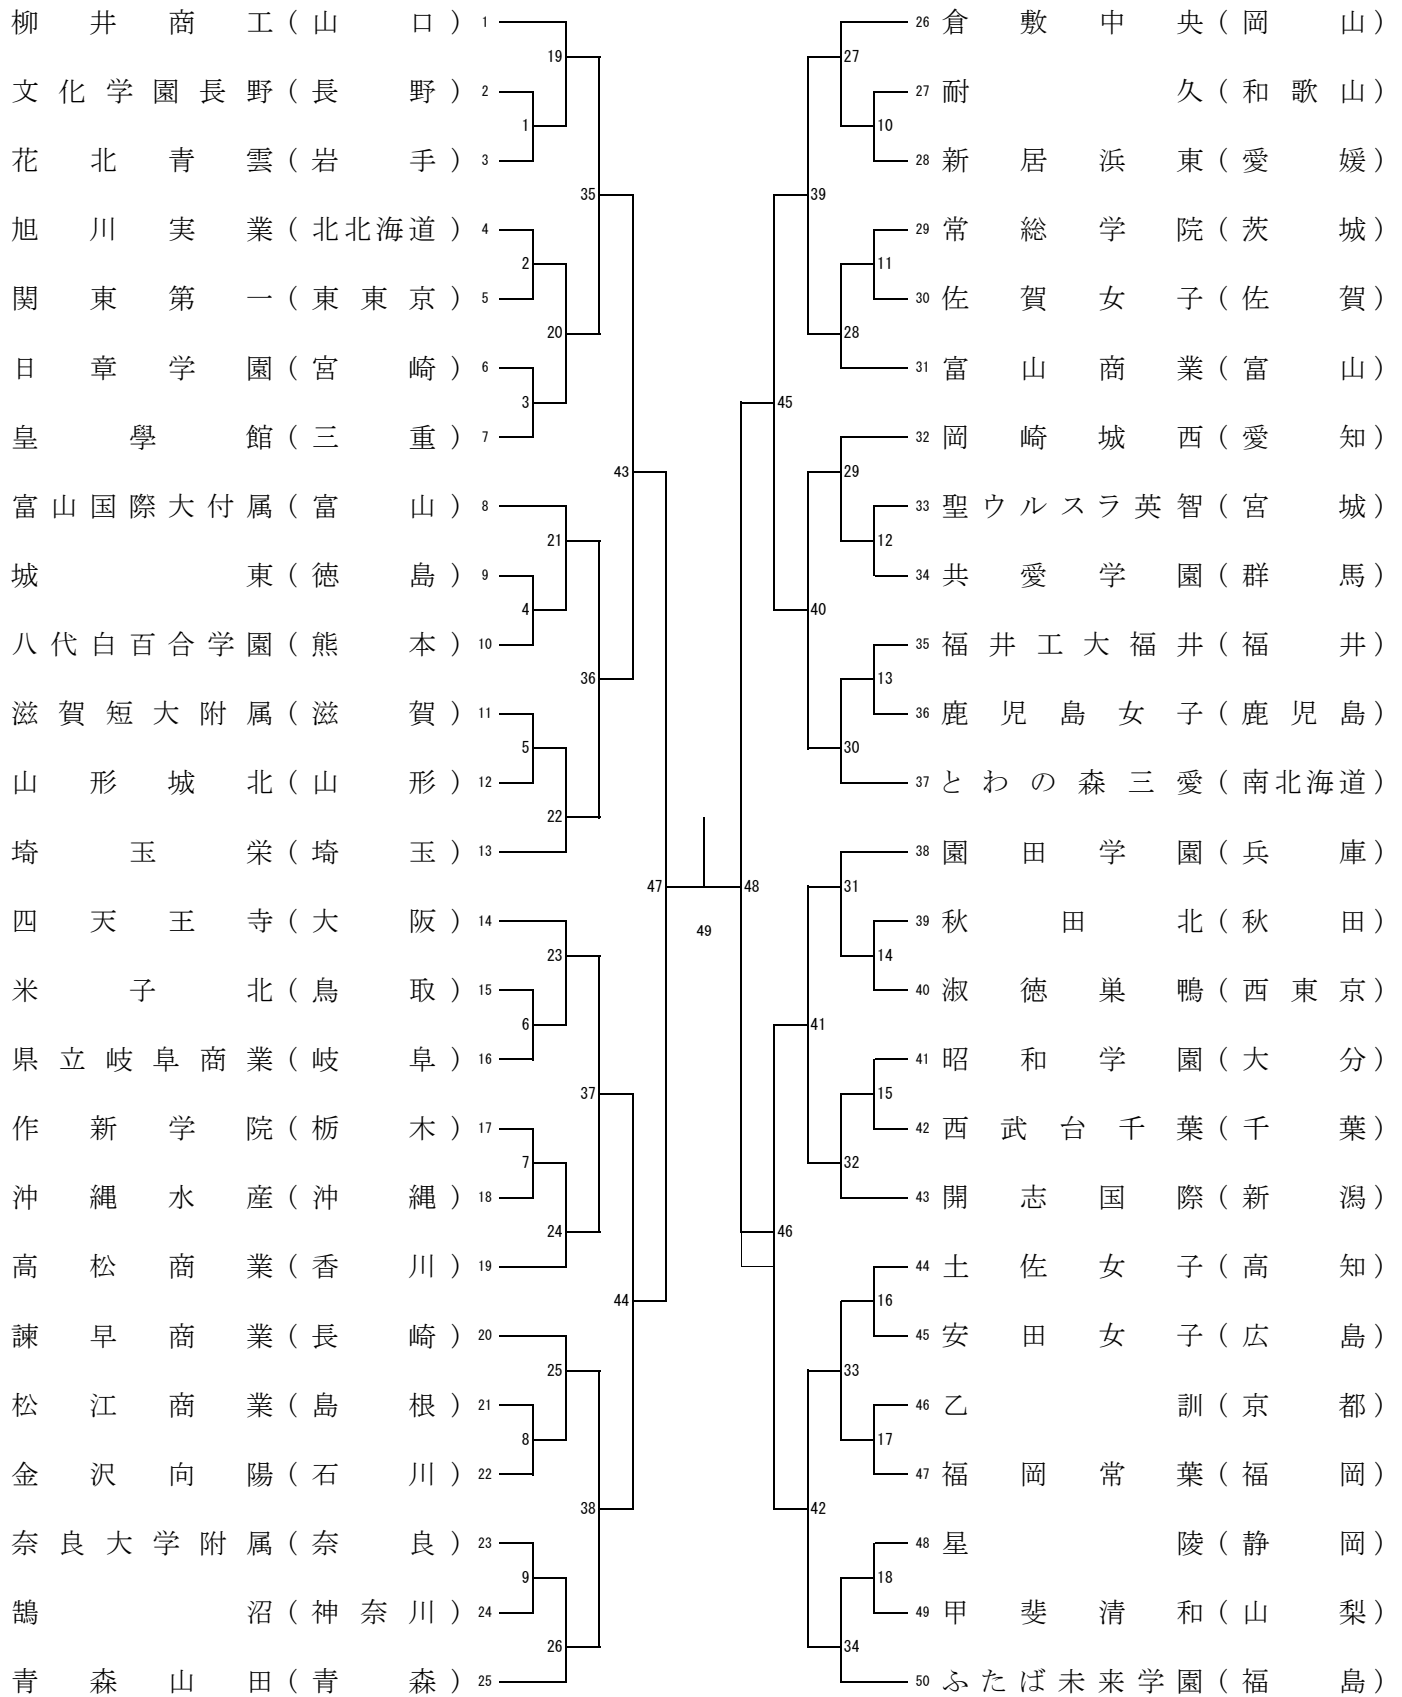 柳井商工(山口) 1
文化学園長野(長野) 2
花北青雲(岩手) 3
旭川実業(北北海道) 4
関東第一(東東京) 5
日章学園(宮崎) 6
皇學館(三重) 7
富山国際大付属(富山) 8
城東(徳島) 9
八代白百合学園(熊本) 10
滋賀短大附属(滋賀) 11
山形城北(山形) 12
埼玉栄(埼玉) 13
四天王寺(大阪) 14
米子北(鳥取) 15
県立岐阜商業(岐阜) 16
作新学院(栃木) 17
沖縄水産(沖縄) 18
高松商業(香川) 19
諫早商業(長崎) 20
松江商業(島根) 21
金沢向陽(石川) 22
奈良大学附属(奈良) 23
鵠沼(神奈川) 24
青森山田(青森) 25
1
2
3
4
5
6
7
8
9
19
20
21
22
23
24
25
26
35
36
37
38
43
44
47
49
48
45
46
39
40
41
42
27
28
29
30
31
32
33
34
10
11
12
13
14
15
16
17
18
26 倉敷中央(岡山)
27 耐久(和歌山)
28 新居浜東(愛媛)
29 常総学院(茨城)
30 佐賀女子(佐賀)
31 富山商業(富山)
32 岡崎城西(愛知)
33 聖ウルスラ英智(宮城)
34 共愛学園(群馬)
35 福井工大福井(福井)
36 鹿児島女子(鹿児島)
37 とわの森三愛(南北海道)
38 園田学園(兵庫)
39 秋田北(秋田)
40 淑徳巣鴨(西東京)
41 昭和学園(大分)
42 西武台千葉(千葉)
43 開志国際(新潟)
44 土佐女子(高知)
45 安田女子(広島)
46 乙訓(京都)
47 福岡常葉(福岡)
48 星陵(静岡)
49 甲斐清和(山梨)
50 ふたば未来学園(福島)